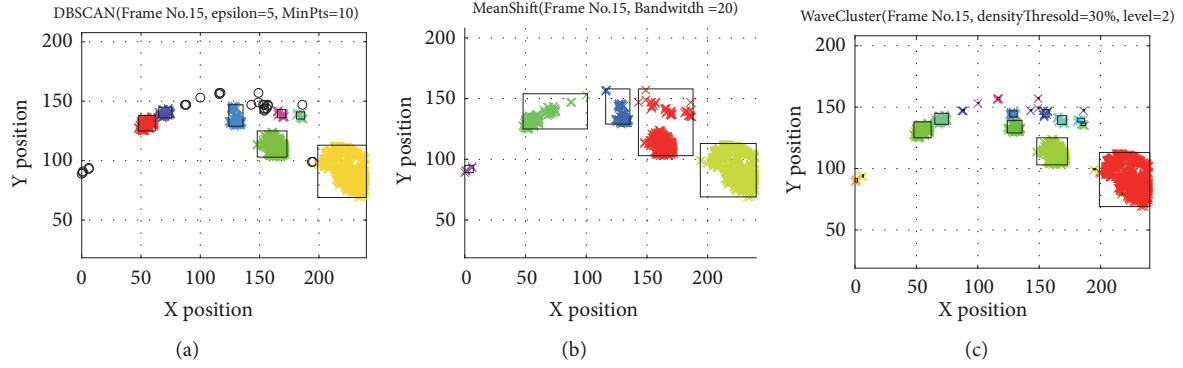 DBSCAN(Frame No.15, epsilon=5, MinPts=10)
200
150
100
50
0 50 100 150 200
Y position
X position
(a)
MeanShift(Frame No.15, Bandwitdh =20)
200
150
100
50
0 50 100 150 200
Y position
X position
(b)
WaveCluster(Frame No.15, densityThresold=30%, level=2)
200
150
100
50
0 50 100 150 200
Y position
X position
(c)